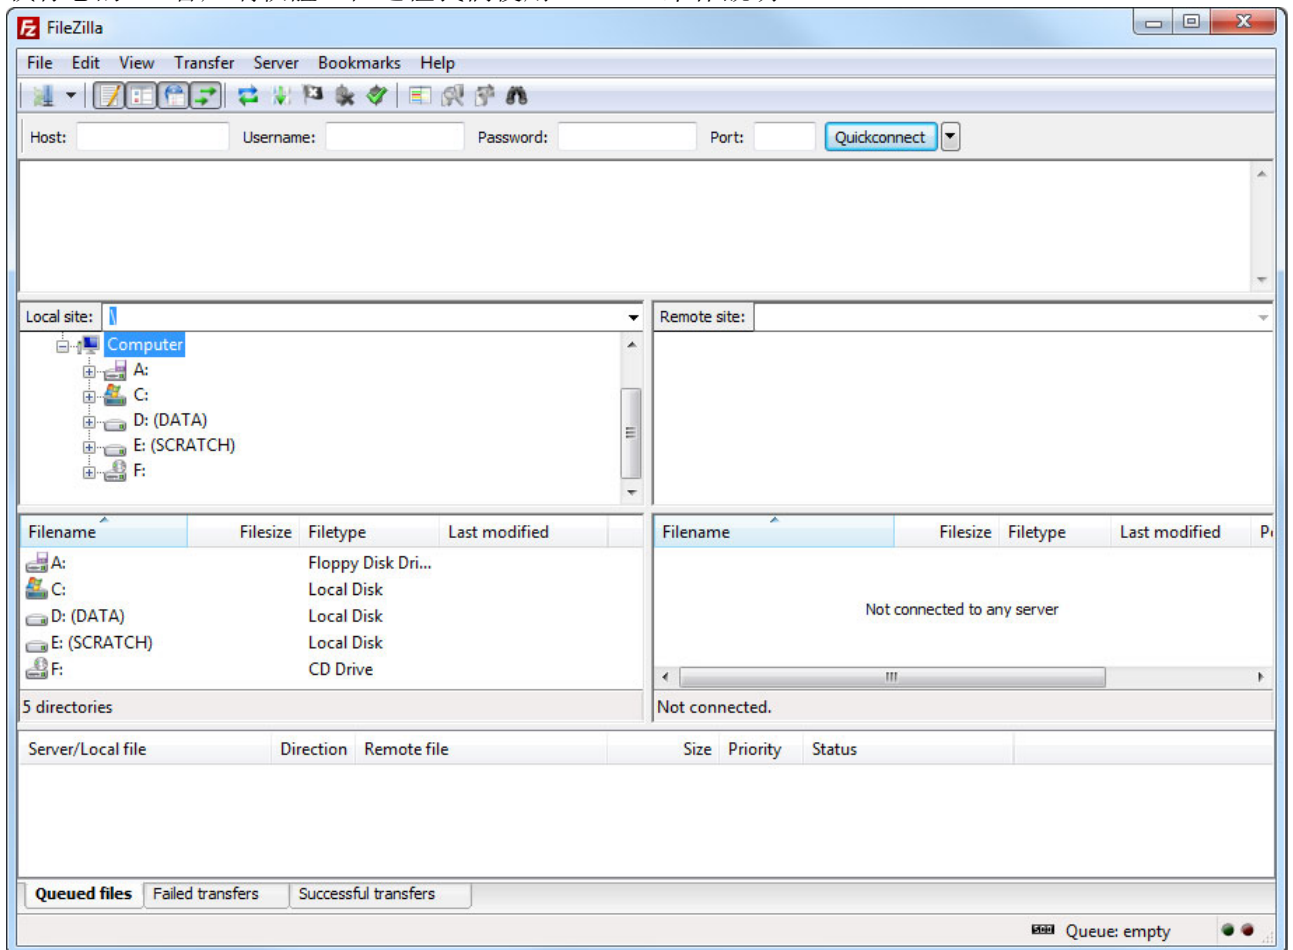 FileZilla
File Edit View Transfer Server Bookmarks Help
Host: Username: Password: Port: Quickconnect
Local site: \ Remote site:
Computer
A:
C:
D: (DATA)
E: (SCRATCH)
F:
Filename Filesize Filetype Last modified
A: Floppy Disk Dri...
C: Local Disk
D: (DATA) Local Disk
E: (SCRATCH) Local Disk
F: CD Drive
5 directories
Filename Filesize Filetype Last modified
Not connected to any server
Not connected.
Server/Local file Direction Remote file Size Priority Status
Queued files Failed transfers Successful transfers
Queue: empty